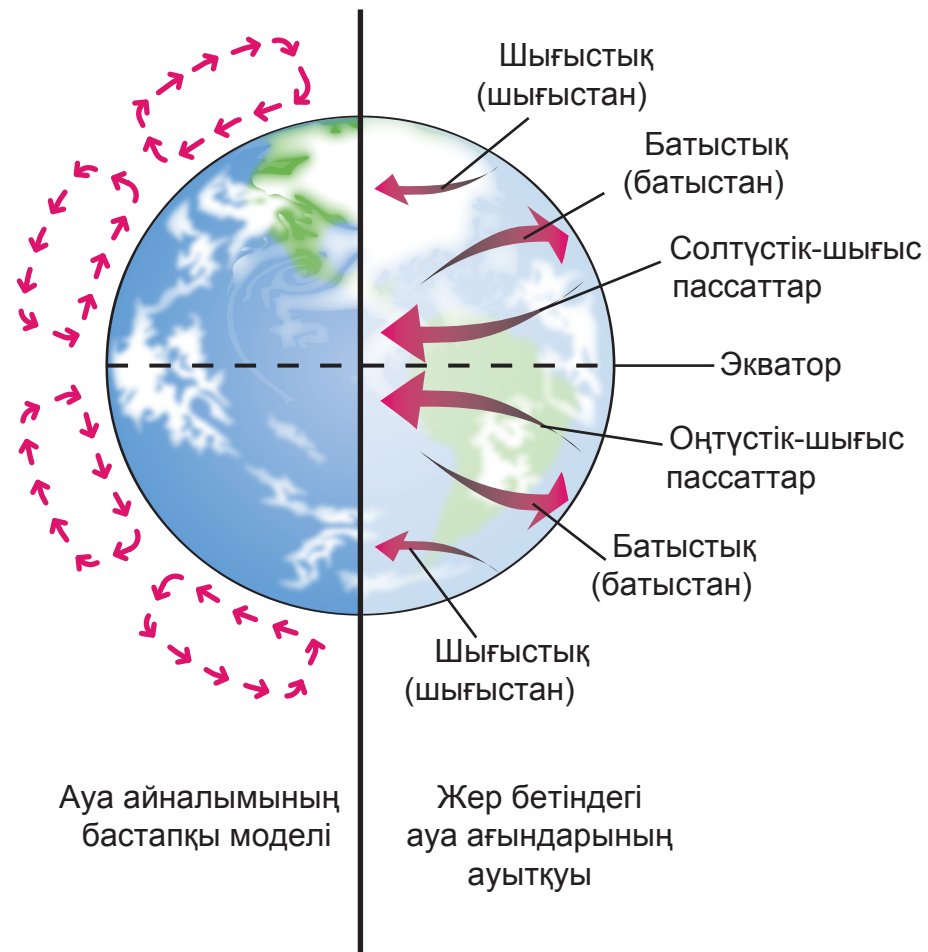 Шығыстық
(шығыстан)
Батыстық
(батыстан)
Солтүстік-шығыс
пассаттар
Экватор
Оңтүстік-шығыс
пассаттар
Батыстық
(батыстан)
Шығыстық
(шығыстан)
Ауа айналымының
бастапқы моделі
Жер бетіндегі
ауа ағындарының
ауытқуы